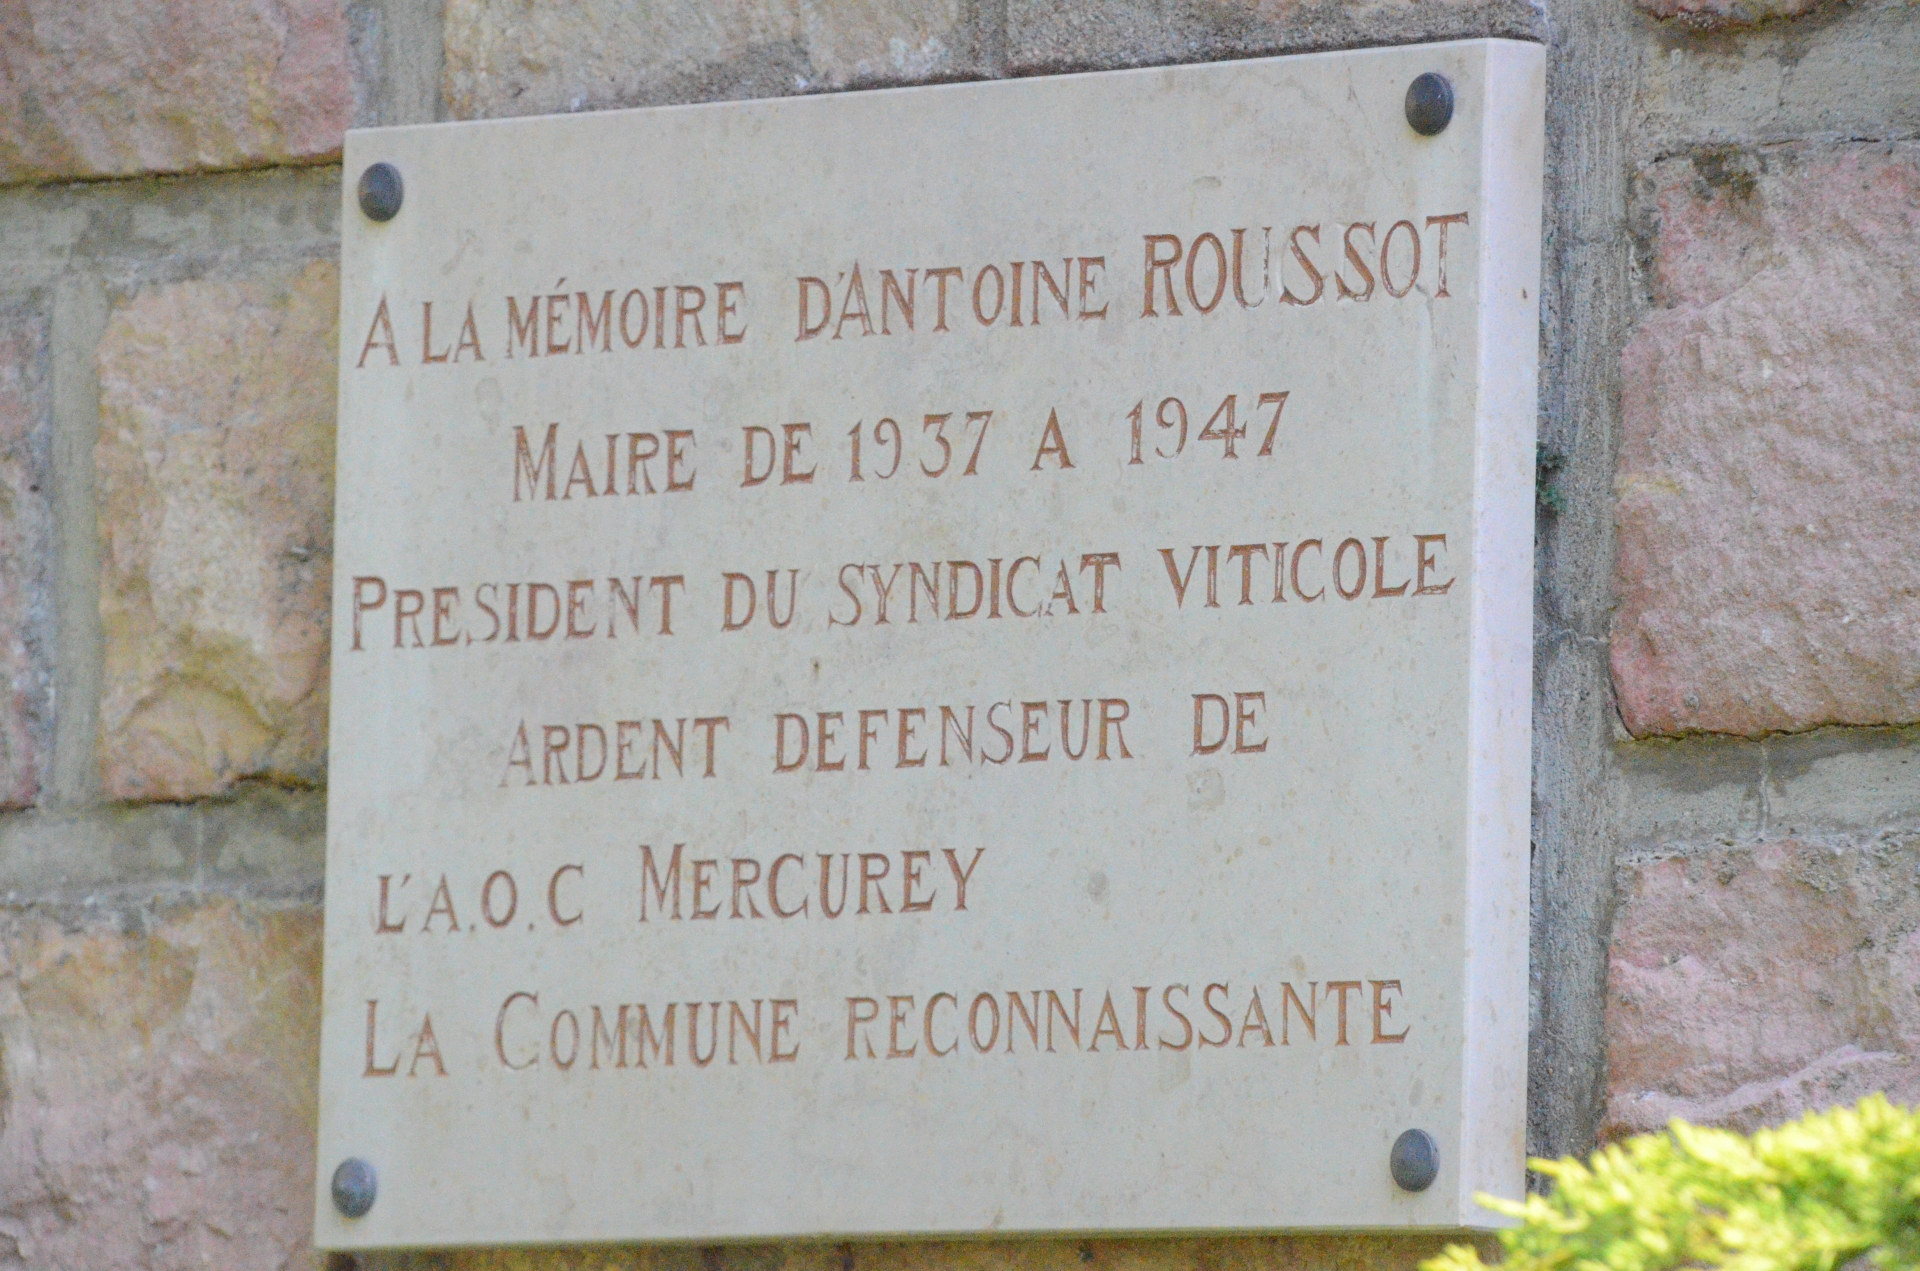 A LA MÉMOIRE D'ANTOINE ROUSSOT
MAIRE DE 1937 A 1947
PRESIDENT DU SYNDICAT VITICOLE
ARDENT DEFENSEUR DE
L'A.O.C MERCUREY
LA COMMUNE RECONNAISSANTE